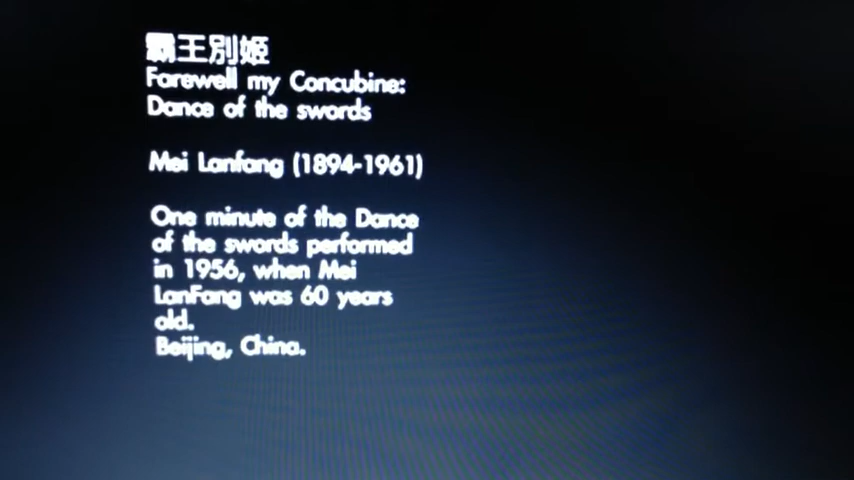 霸王別姬
Farewell my Concubine:
Dance of the swords
Mei Lanfang (1894-1961)
One minute of the Dance
of the swords performed
in 1956, when Mei
LanFang was 60 years
old.
Beijing, China.